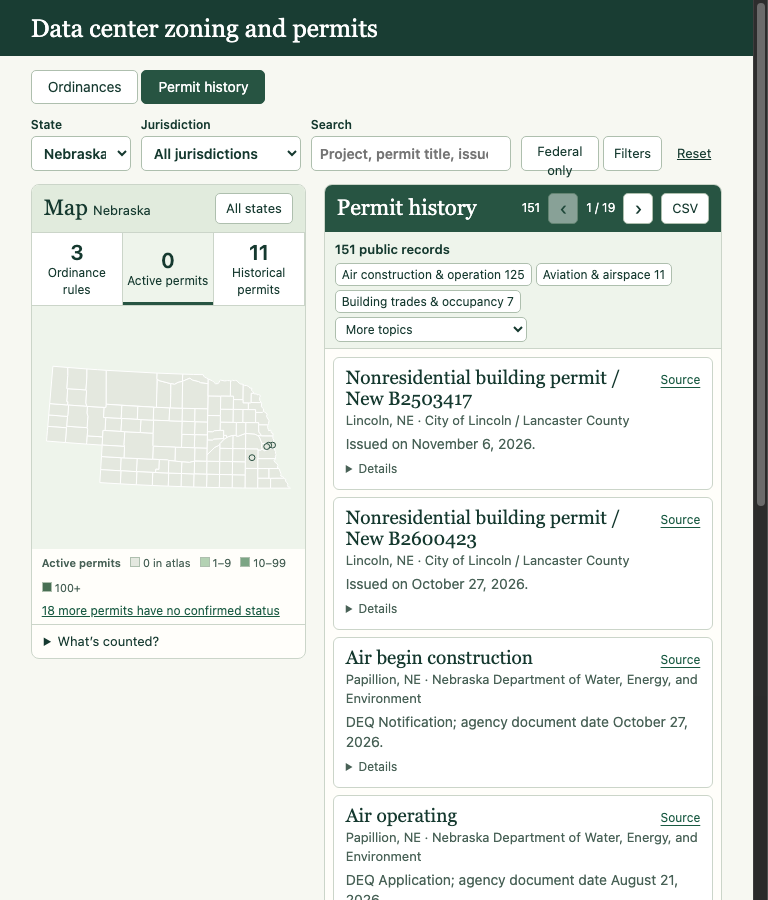 Data center zoning and permits
Ordinances
Permit history
State
Jurisdiction
Search
Nebraska
All jurisdictions
Project, permit title, issue
Federal
only
Filters
Reset
Map Nebraska
All states
3
Ordinance
rules
0
Active permits
11
Historical
permits
Active permits 0 in atlas 1–9 10–99
100+
18 more permits have no confirmed status
What's counted?
Permit history
151 ‹ 1 / 19 › CSV
151 public records
Air construction & operation 125
Aviation & airspace 11
Building trades & occupancy 7
More topics
Nonresidential building permit /
New B2503417
Source
Lincoln, NE · City of Lincoln / Lancaster County
Issued on November 6, 2026.
Details
Nonresidential building permit /
New B2600423
Source
Lincoln, NE · City of Lincoln / Lancaster County
Issued on October 27, 2026.
Details
Air begin construction
Source
Papillion, NE · Nebraska Department of Water, Energy, and
Environment
DEQ Notification; agency document date October 27,
2026.
Details
Air operating
Source
Papillion, NE · Nebraska Department of Water, Energy, and
Environment
DEQ Application; agency document date August 21,
2026.